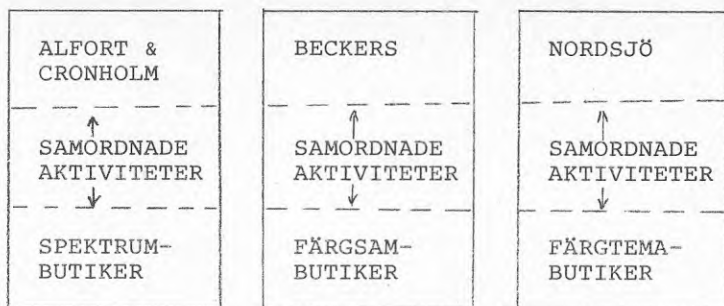 ALFORT &
CRONHOLM
SAMORDNADE
AKTIVITETER
SPEKTRUM-
BUTIKER
BECKERS
SAMORDNADE
AKTIVITETER
FÄRGSAM-
BUTIKER
NORDSJÖ
SAMORDNADE
AKTIVITETER
FÄRGTEMA-
BUTIKER